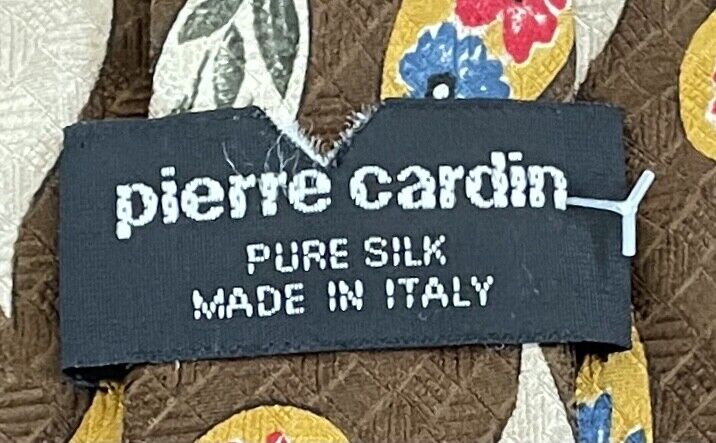 pierre cardin
PURE SILK
MADE IN ITALY